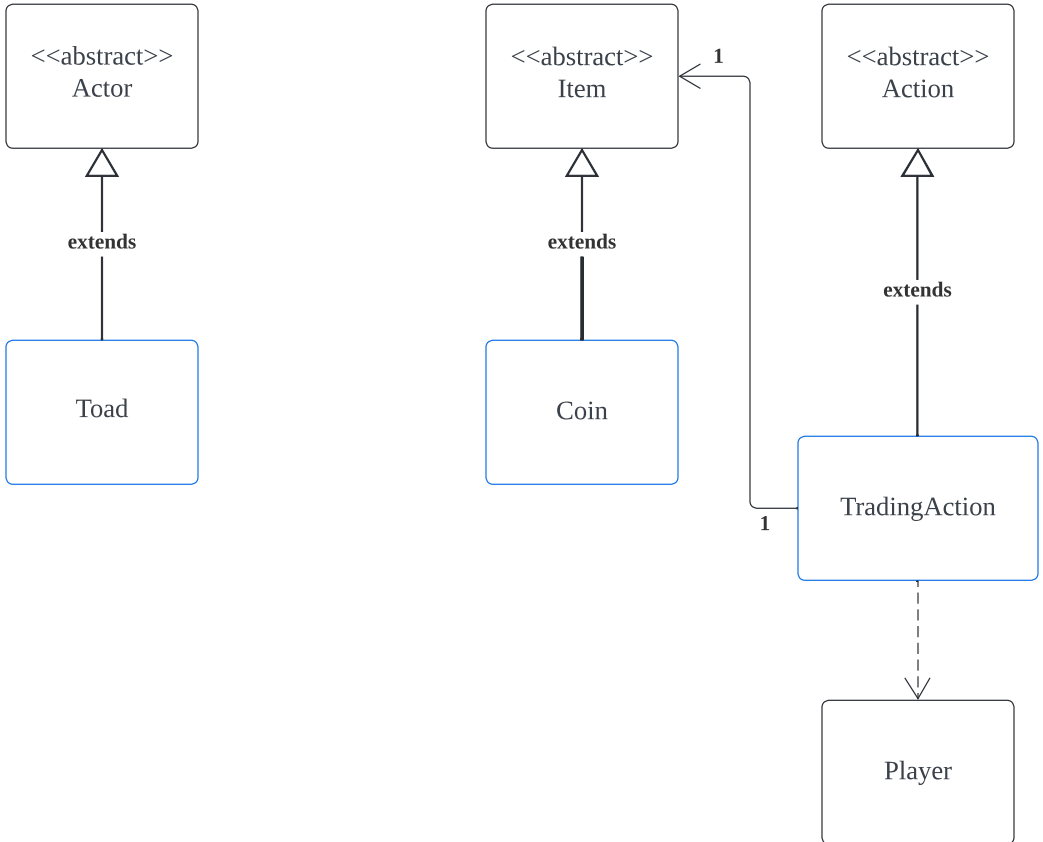 <<abstract>>
Actor
<<abstract>>
Item
1
<<abstract>>
Action
extends
extends
extends
Toad
Coin
TradingAction
1
Player